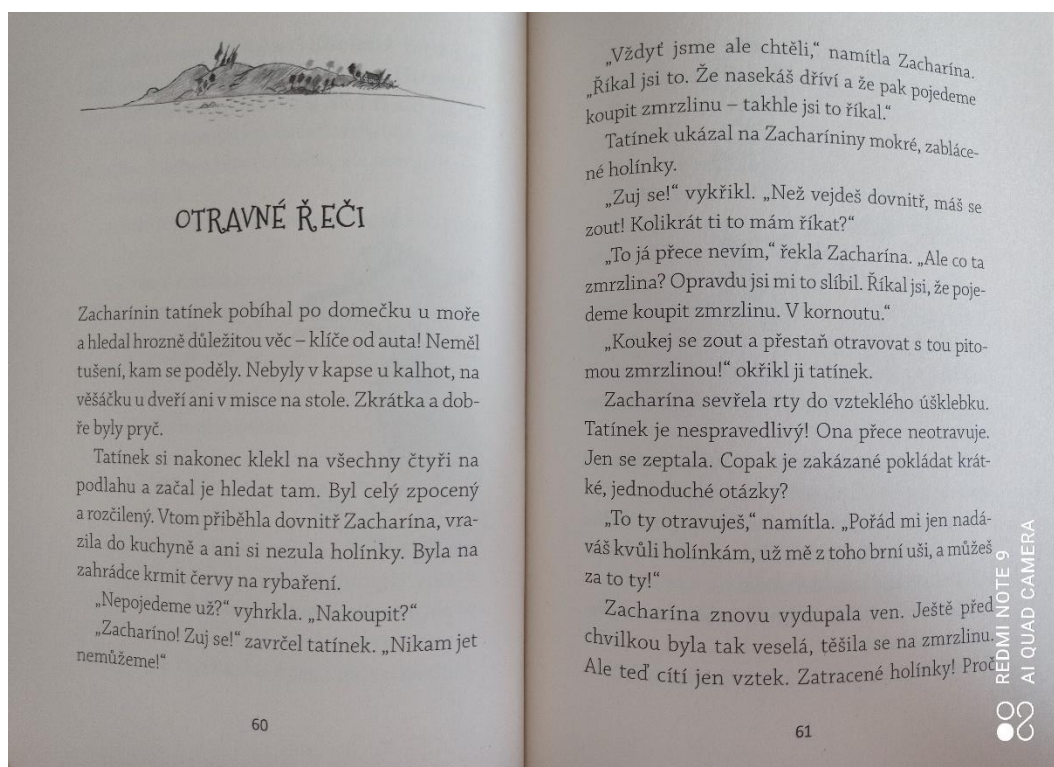 OTRAVNÉ ŘEČI
Zacharínin tatínek pobíhal po domečku u moře
a hledal hrozně důležitou věc – klíče od auta! Neměl
tušení, kam se poděly. Nebyly v kapse u kalhot, na
věšáčku u dveří ani v misce na stole. Zkrátka a dob-
ře byly pryč.
Tatínek si nakonec klekl na všechny čtyři na
podlahu a začal je hledat tam. Byl celý zpocený
a rozčilený. Vtom přiběhla dovnitř Zacharína, vra-
zila do kuchyně a ani si nezula holínky. Byla na
zahrádce krmit červy na rybaření.
„Nepojedeme už?“ vyhrkla. „Nakoupit?“
„Zacharíno! Zuj se!“ zavrčel tatínek. „Nikam jet
nemůžeme!“
60
„Vždyť jsme ale chtěli,“ namítla Zacharína.
„Říkal jsi to. Že nasekáš dříví a že pak pojedeme
koupit zmrzlinu – takhle jsi to říkal.“
Tatínek ukázal na Zacharíniny mokré, zabláce-
né holínky.
„Zuj se!“ vykřikl. „Než vejdeš dovnitř, máš se
zout! Kolikrát ti to mám říkat?“
„To já přece nevím,“ řekla Zacharína. „Ale co ta
zmrzlina? Opravdu jsi mi to slíbil. Říkal jsi, že poje-
deme koupit zmrzlinu. V kornoutu.“
„Koukej se zout a přestaň otravovat s tou pito-
mou zmrzlinou!“ okřikl ji tatínek.
Zacharína sevřela rty do vzteklého úšklebku.
Tatínek je nespravedlivý! Ona přece neotravuje.
Jen se zeptala. Copak je zakázané pokládat krát-
ké, jednoduché otázky?
„To ty otravuješ,“ namítla. „Pořád mi jen nadá-
váš kvůli holínkám, už mě z toho brní uši, a můžeš
za to ty!“
Zacharína znovu vydupala ven. Ještě před
chvilkou byla tak veselá, těšila se na zmrzlinu.
Ale teď cítí jen vztek. Zatracené holínky! Proč
61
REDMI NOTE 9
AI QUAD CAMERA